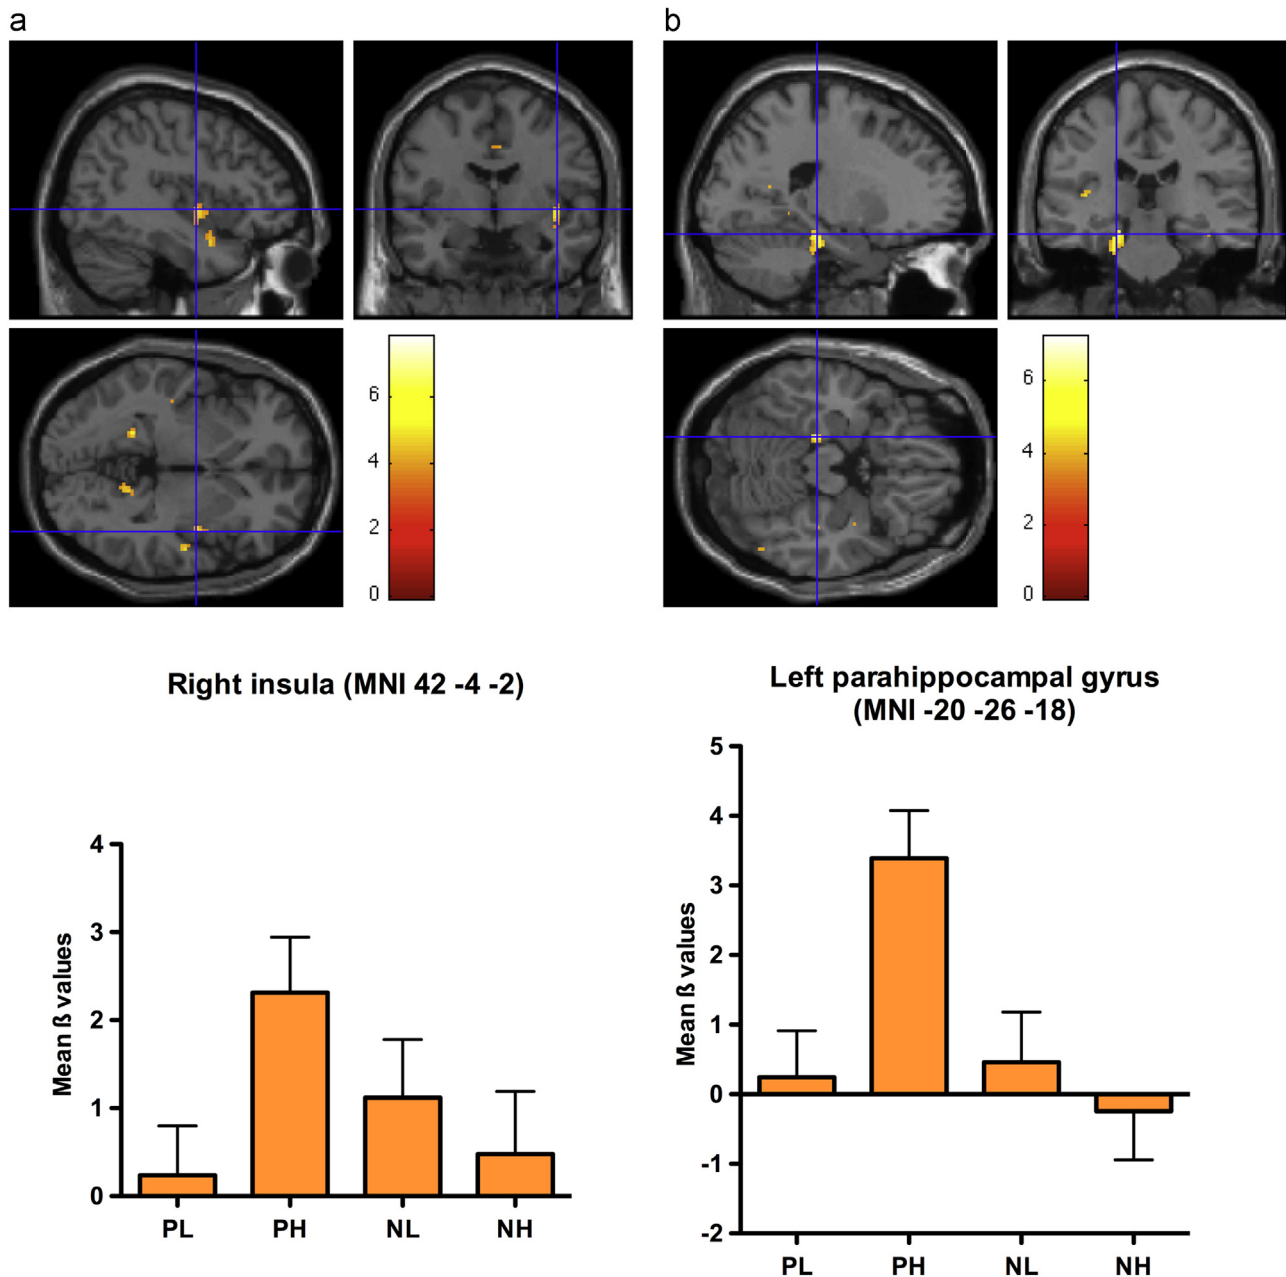 a
b
6
4
2
0
6
4
2
0
Right insula (MNI 42 -4 -2)
Mean ß values
4
3
2
1
0
PL PH NL NH
Left parahippocampal gyrus
(MNI -20 -26 -18)
Mean ß values
5
4
3
2
1
0
-1
-2
PL PH NL NH